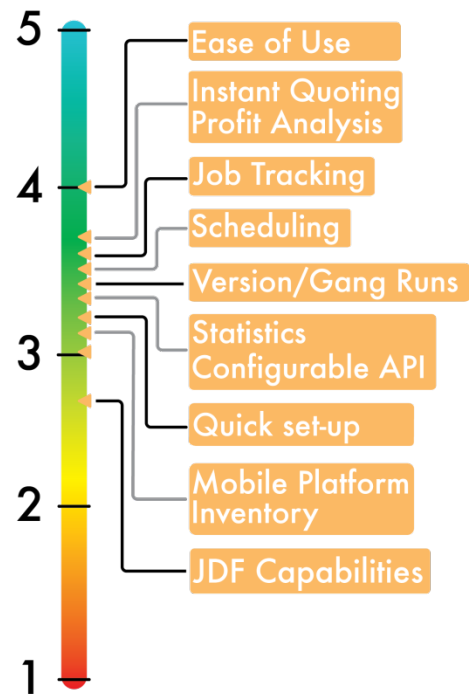 5
Ease of Use
Instant Quoting
Profit Analysis
Job Tracking
4
Scheduling
Version/Gang Runs
Statistics
3
Configurable API
Quick set-up
Mobile Platform
2
Inventory
JDF Capabilities
1